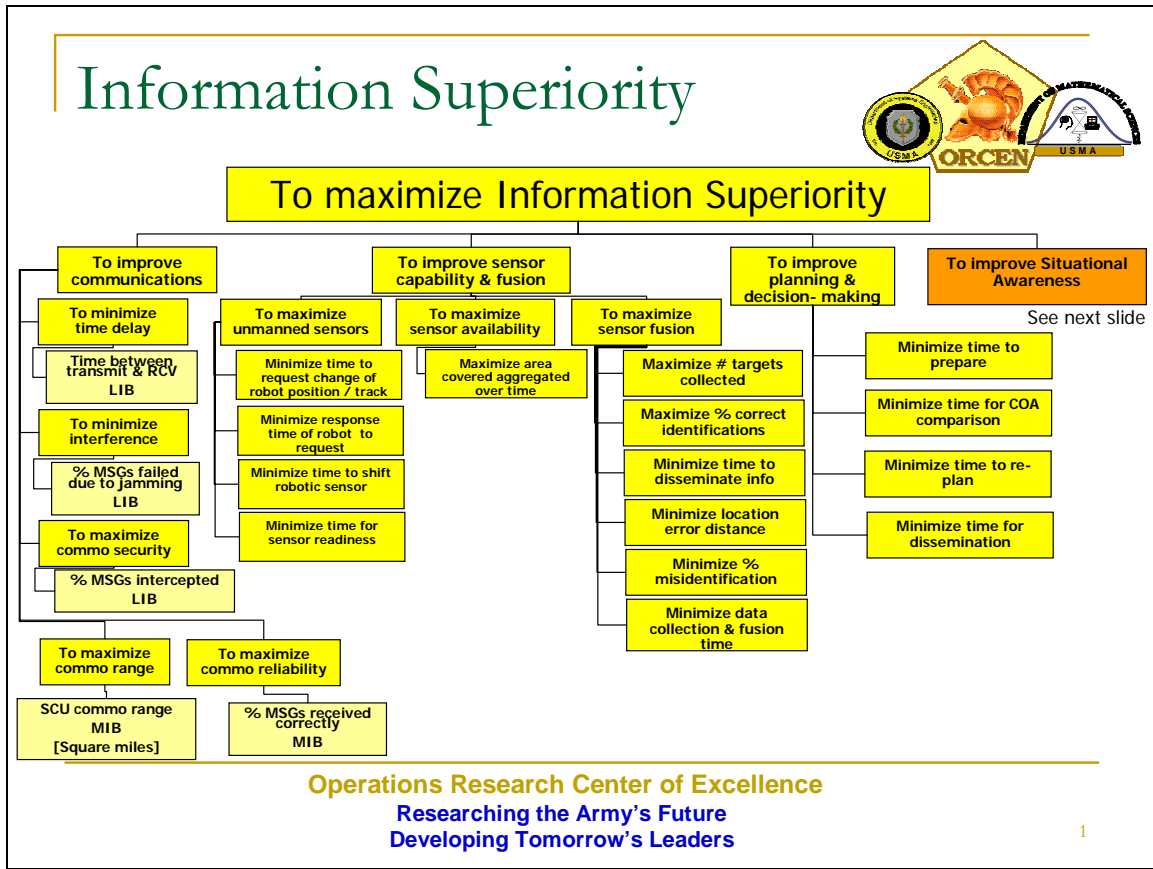 Information Superiority
USMA
ORCEN
DEPARTMENT OF MATHEMATICAL SCIENCES
USMA
To maximize Information Superiority
To improve
communications
To improve sensor
capability & fusion
To improve
planning &
decision- making
To improve Situational
Awareness
See next slide
To minimize
time delay
Time between
transmit & RCV
LIB
To minimize
interference
% MSGs failed
due to jamming
LIB
To maximize
commo security
% MSGs intercepted
LIB
To maximize
commo range
SCU commo range
MIB
[Square miles]
To maximize
commo reliability
% MSGs received
correctly
MIB
To maximize
unmanned sensors
Minimize time to
request change of
robot position / track
Minimize response
time of robot to
request
Minimize time to shift
robotic sensor
Minimize time for
sensor readiness
To maximize
sensor availability
Maximize area
covered aggregated
over time
To maximize
sensor fusion
Maximize # targets
collected
Maximize % correct
identifications
Minimize time to
disseminate info
Minimize location
error distance
Minimize %
misidentification
Minimize data
collection & fusion
time
Minimize time to
prepare
Minimize time for COA
comparison
Minimize time to re-
plan
Minimize time for
dissemination
Operations Research Center of Excellence
Researching the Army's Future
Developing Tomorrow's Leaders
1